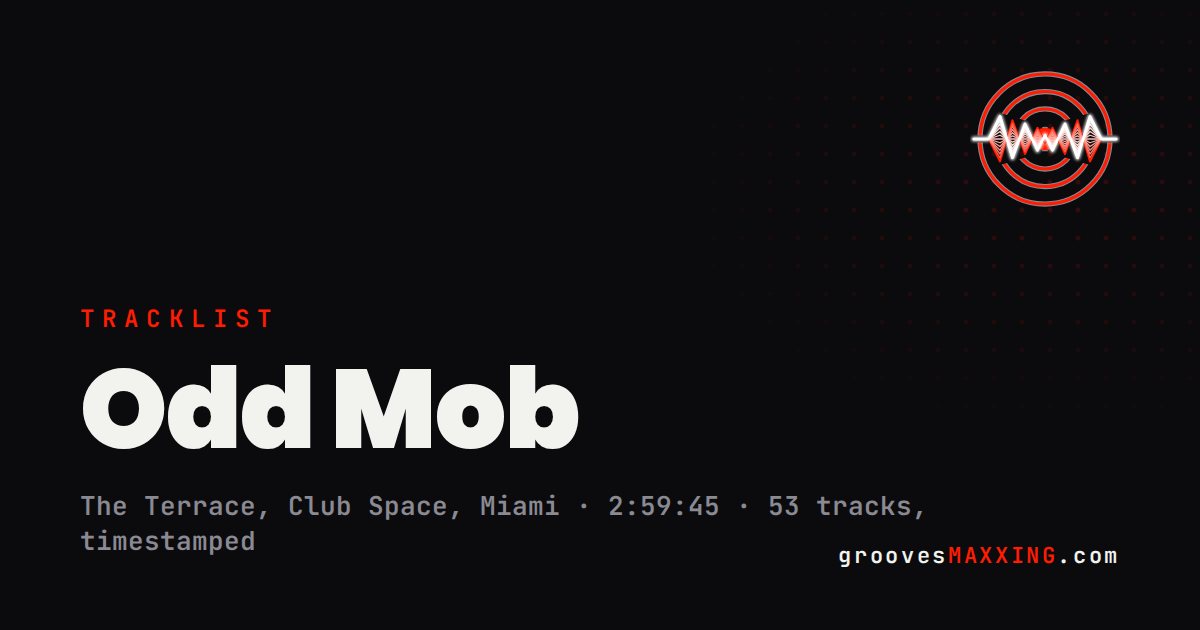 TRACKLIST
Odd Mob
The Terrace, Club Space, Miami · 2:59:45 · 53 tracks,
timestamped
groovesMAXXING.com